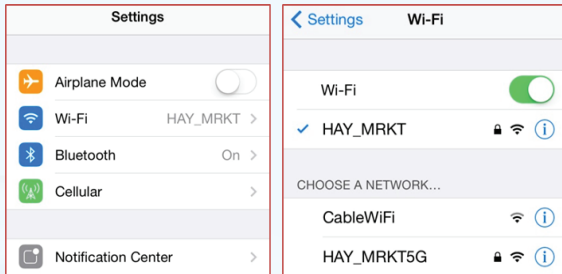 Settings
Airplane Mode
Wi-Fi HAY_MRKT
Bluetooth On
Cellular
Notification Center
Settings Wi-Fi
Wi-Fi
HAY_MRKT
CHOOSE A NETWORK...
CableWiFi
HAY_MRKT5G